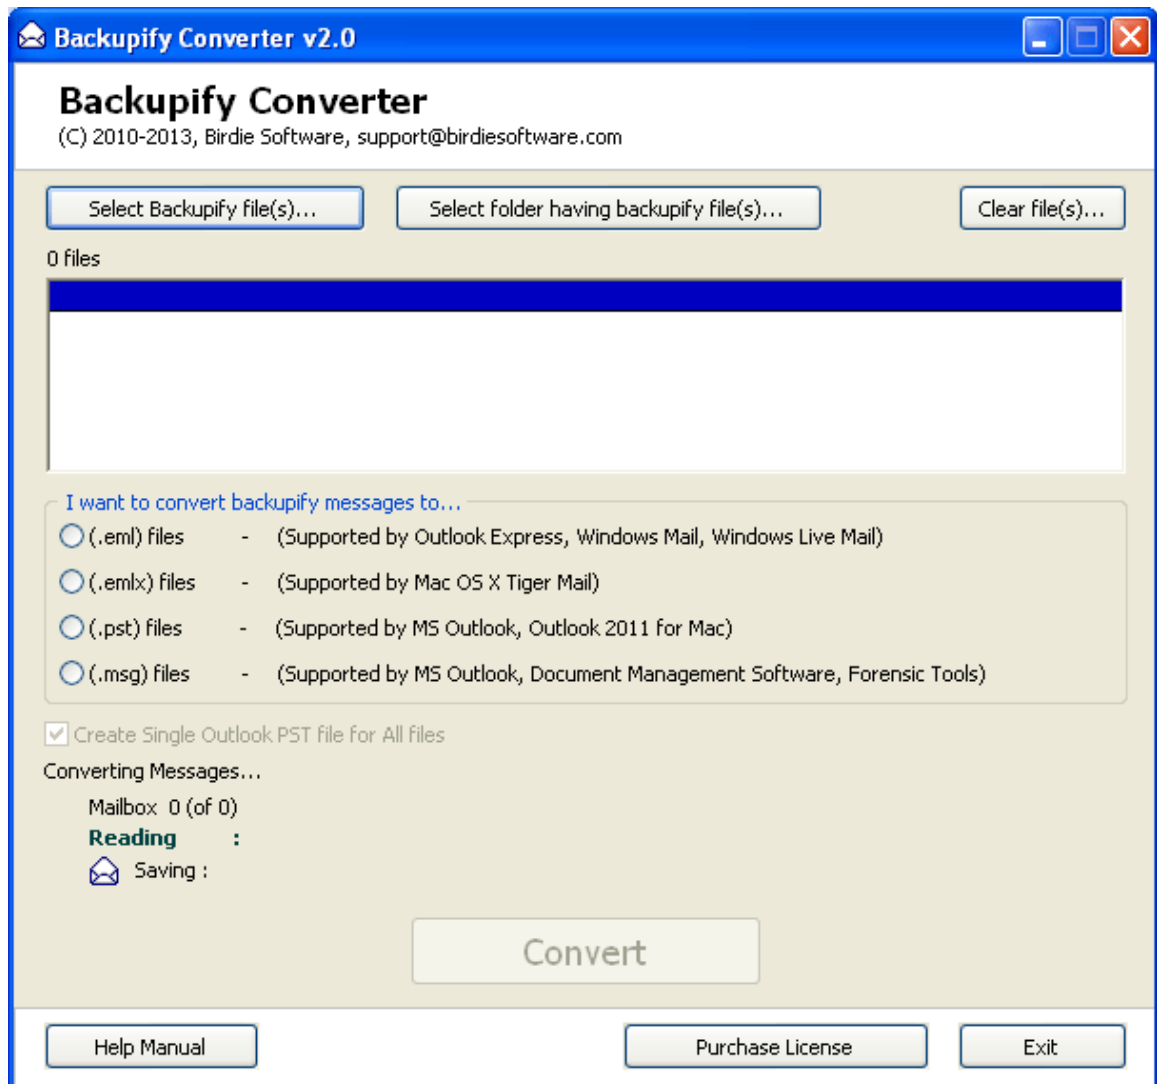 Backupify Converter v2.0
Backupify Converter
(C) 2010-2013, Birdie Software, support@birdiesoftware.com
Select Backupify file(s)... Select folder having backupify file(s)... Clear file(s)...
0 files
I want to convert backupify messages to...
(.eml) files - (Supported by Outlook Express, Windows Mail, Windows Live Mail)
(.emlx) files - (Supported by Mac OS X Tiger Mail)
(.pst) files - (Supported by MS Outlook, Outlook 2011 for Mac)
(.msg) files - (Supported by MS Outlook, Document Management Software, Forensic Tools)
Create Single Outlook PST file for All files
Converting Messages...
Mailbox 0 (of 0)
Reading :
Saving :
Convert
Help Manual Purchase License Exit